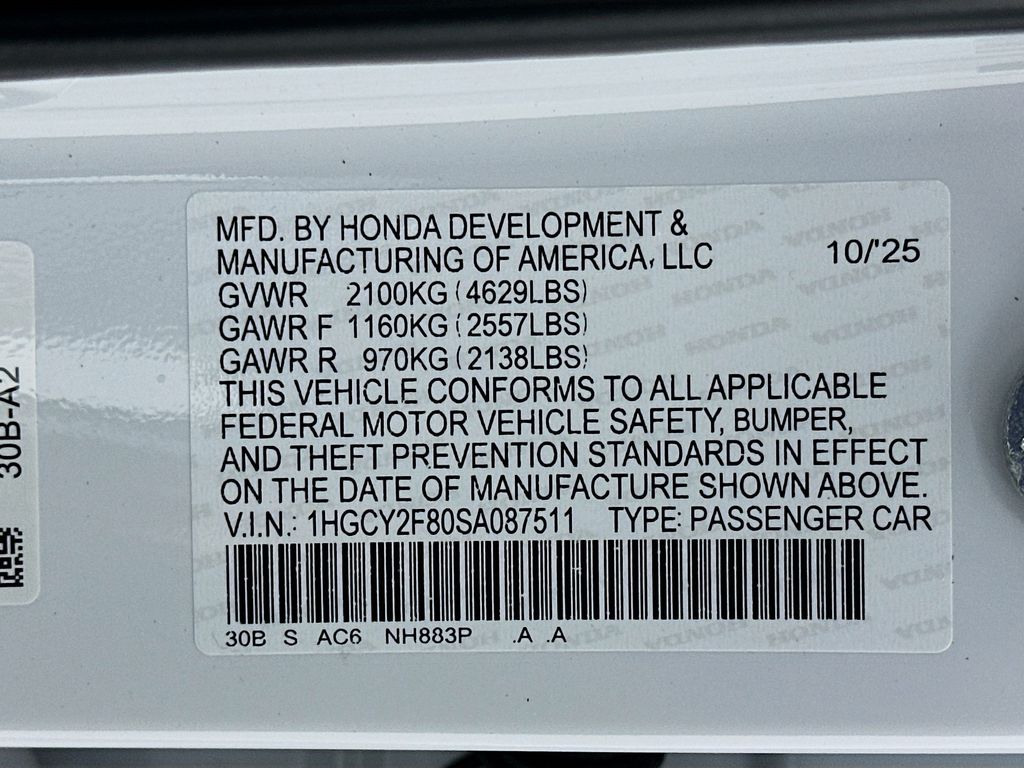 MFD. BY HONDA DEVELOPMENT &
MANUFACTURING OF AMERICA, LLC 10/'25
GVWR 2100KG (4629LBS)
GAWR F 1160KG (2557LBS)
GAWR R 970KG (2138LBS)
THIS VEHICLE CONFORMS TO ALL APPLICABLE
FEDERAL MOTOR VEHICLE SAFETY, BUMPER,
AND THEFT PREVENTION STANDARDS IN EFFECT
ON THE DATE OF MANUFACTURE SHOWN ABOVE.
V.I.N.: 1HGCY2F80SA087511 TYPE: PASSENGER CAR
30B S AC6 NH883P .A .A
30B-A2